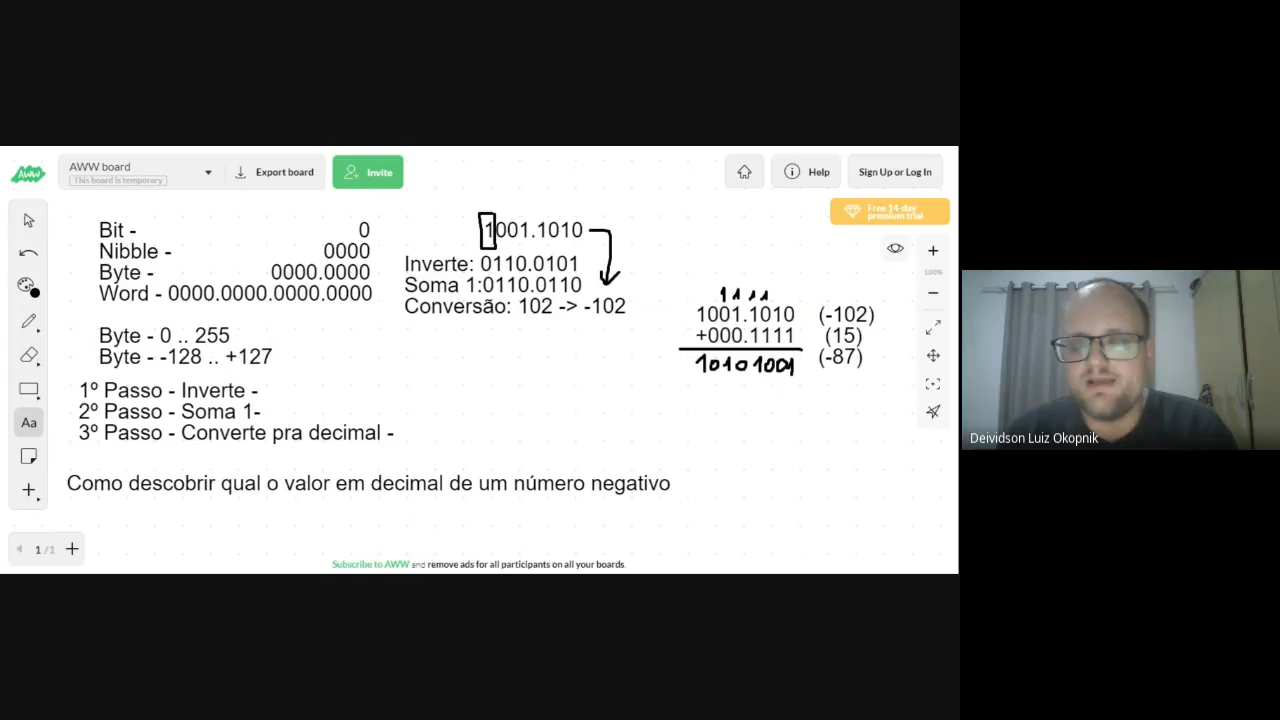 AWW
AWW board
This board is temporary
Export board
Invite
Help
Sign Up or Log In
Free 14-day
premium trial
Bit - 0
Nibble - 0000
Byte - 0000.0000
Word - 0000.0000.0000.0000
Byte - 0 .. 255
Byte - -128 .. +127
1º Passo - Inverte -
2º Passo - Soma 1-
3º Passo - Converte pra decimal -
1001.1010
Inverte: 0110.0101
Soma 1:0110.0110
Conversão: 102 -> -102
1111
1001.1010 (-102)
+000.1111 (15)
10101001 (-87)
100%
Aa
Como descobrir qual o valor em decimal de um número negativo
1 /1
Subscribe to AWW and remove ads for all participants on all your boards.
Deividson Luiz Okopnik